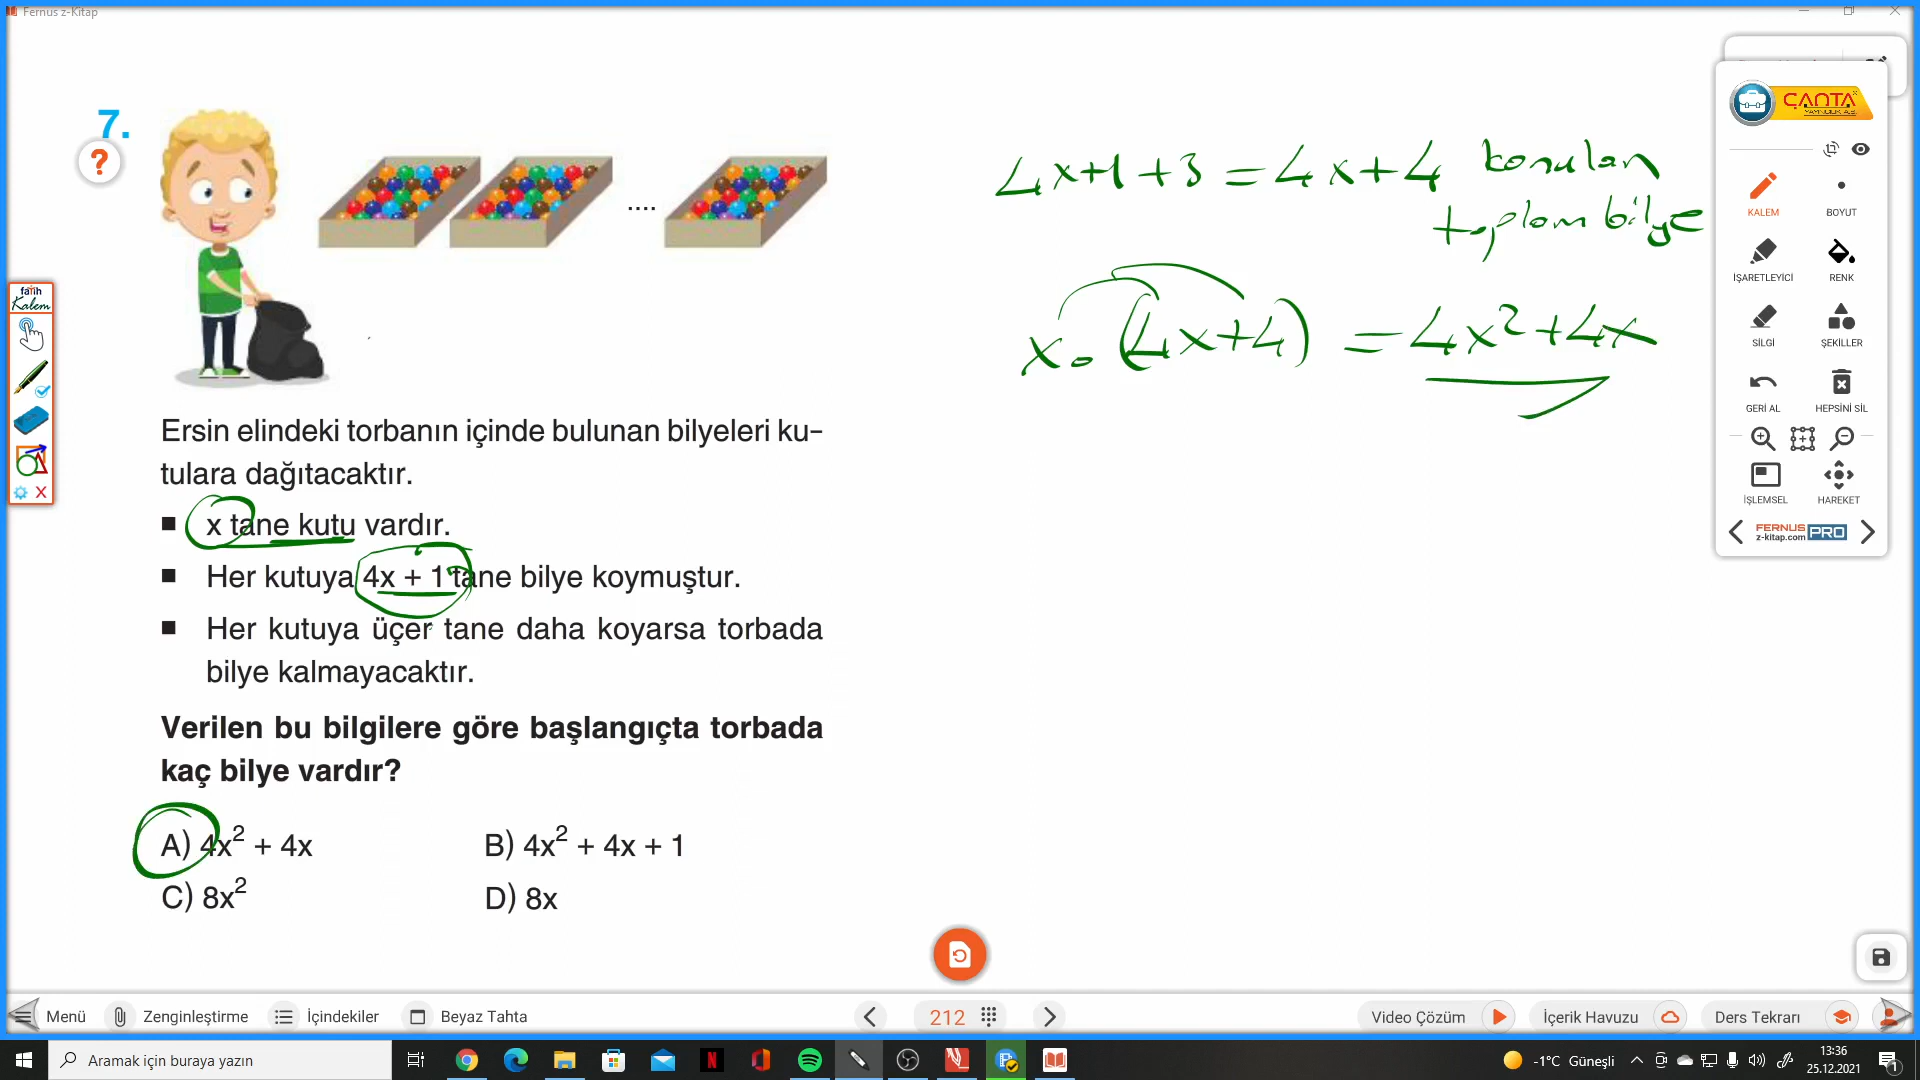 Fernus z-Kitap
7.
?
....
4x+1+3=4x+4 konulan
toplam bilye
x.(4x+4) = 4x²+4x
Ersin elindeki torbanın içinde bulunan bilyeleri ku-
tulara dağıtacaktır.
■ x tane kutu vardır.
■ Her kutuya 4x + 1 tane bilye koymuştur.
■ Her kutuya üçer tane daha koyarsa torbada
bilye kalmayacaktır.
Verilen bu bilgilere göre başlangıçta torbada
kaç bilye vardır?
A) 4x² + 4x B) 4x² + 4x + 1
C) 8x² D) 8x
fatih
Kalem
X
ÇANTA
YAYINCILIK A.Ş.
KALEM BOYUT
İŞARETLEYİCİ RENK
SİLGİ ŞEKİLLER
GERİ AL HEPSİNİ SİL
İŞLEMSEL HAREKET
FERNUS
z-kitap.com PRO
Menü Zenginleştirme İçindekiler Beyaz Tahta 212 Video Çözüm İçerik Havuzu Ders Tekrarı
Aramak için buraya yazın
-1°C Güneşli
13:36
25.12.2021
1